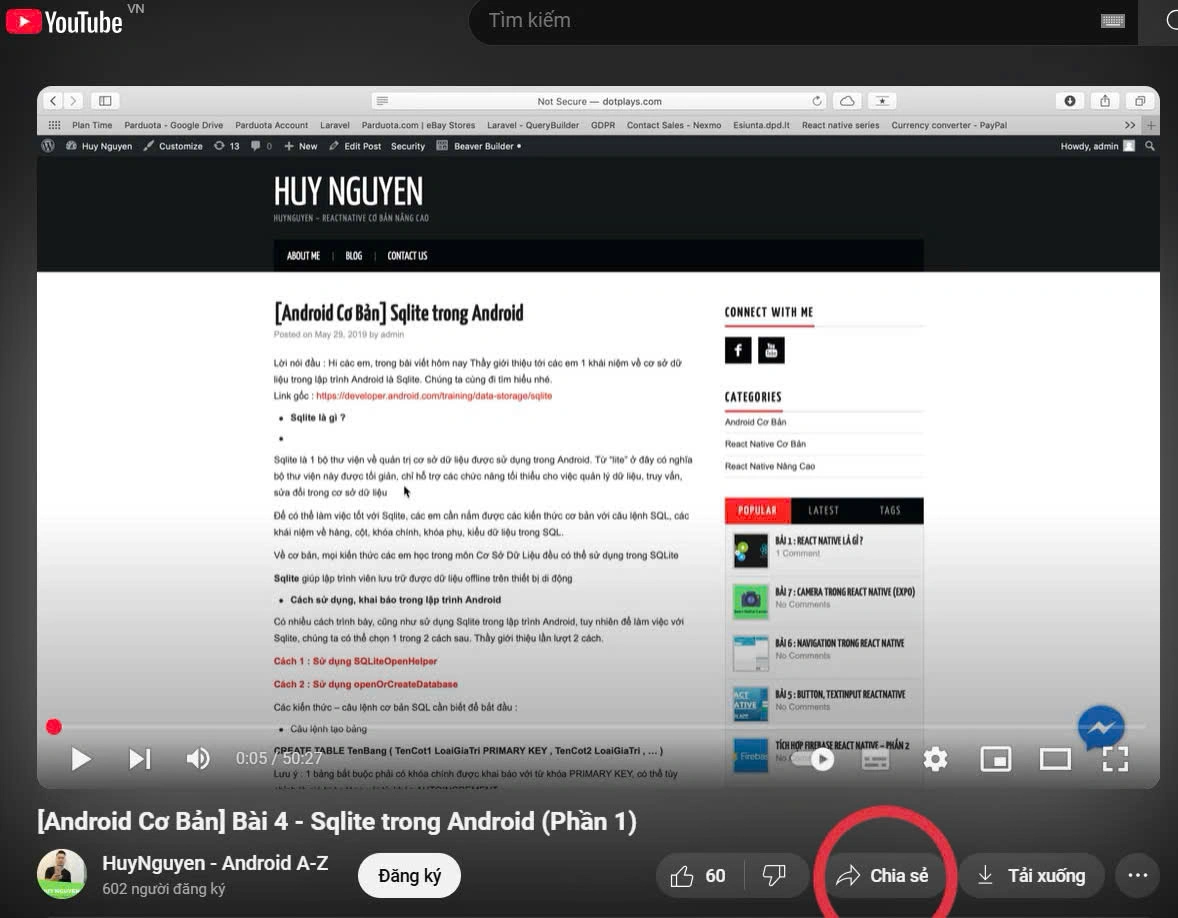 YouTube VN
Tìm kiếm
Not Secure — dotplays.com
Plan Time Parduota - Google Drive Parduota Account Laravel Parduota.com | eBay Stores Laravel - QueryBuilder GDPR Contact Sales - Nexmo Esiunta.dpd.lt React native series Currency converter - PayPal
Huy Nguyen Customize 13 0 New Edit Post Security Beaver Builder Howdy, admin
HUY NGUYEN
HUYNGUYEN – REACTNATIVE CƠ BẢN NÂNG CAO
ABOUT ME BLOG CONTACT US
[Android Cơ Bản] Sqlite trong Android
Posted on May 29, 2019 by admin
Lời nói đầu : Hi các em, trong bài viết hôm nay Thầy giới thiệu tới các em 1 khái niệm về cơ sở dữ
liệu trong lập trình Android là Sqlite. Chúng ta cùng đi tìm hiểu nhé.
Link gốc : https://developer.android.com/training/data-storage/sqlite
• Sqlite là gì ?
•
Sqlite là 1 bộ thư viện về quản trị cơ sở dữ liệu được sử dụng trong Android. Từ "lite" ở đây có nghĩa
bộ thư viện này được tối giản, chỉ hỗ trợ các chức năng tối thiểu cho việc quản lý dữ liệu, truy vấn,
sửa đổi trong cơ sở dữ liệu
Để có thể làm việc tốt với Sqlite, các em cần nắm được các kiến thức cơ bản với câu lệnh SQL, các
khái niệm về hàng, cột, khóa chính, khóa phụ, kiểu dữ liệu trong SQL.
Về cơ bản, mọi kiến thức các em học trong môn Cơ Sở Dữ Liệu đều có thể sử dụng trong SQLite
Sqlite giúp lập trình viên lưu trữ được dữ liệu offline trên thiết bị di động
• Cách sử dụng, khai báo trong lập trình Android
Có nhiều cách trình bày, cũng như sử dụng Sqlite trong lập trình Android, tuy nhiên để làm việc với
Sqlite, chúng ta có thể chọn 1 trong 2 cách sau. Thầy giới thiệu lần lượt 2 cách.
Cách 1 : Sử dụng SQLiteOpenHelper
Cách 2 : Sử dụng openOrCreateDatabase
Các kiến thức – câu lệnh cơ bản SQL cần biết để bắt đầu :
• Câu lệnh tạo bảng
CREATE TABLE TenBang ( TenCot1 LoaiGiaTri PRIMARY KEY , TenCot2 LoaiGiaTri , ... )
Lưu ý : 1 bảng bắt buộc phải có khóa chính được khai báo với từ khóa PRIMARY KEY, có thể tùy
CONNECT WITH ME
You Tube
CATEGORIES
Android Cơ Bản
React Native Cơ Bản
React Native Nâng Cao
POPULAR LATEST TAGS
BÀI 1 : REACT NATIVE LÀ GÌ ?
1 Comment
BÀI 7 : CAMERA TRONG REACT NATIVE (EXPO)
No Comments
BÀI 6 : NAVIGATION TRONG REACT NATIVE
No Comments
BÀI 5 : BUTTON, TEXTINPUT REACTNATIVE
No Comments
TÍCH HỢP FIREBASE REACT NATIVE – PHẦN 2
0:05 / 50:27
[Android Cơ Bản] Bài 4 - Sqlite trong Android (Phần 1)
HuyNguyen - Android A-Z
602 người đăng ký
Đăng ký
60
Chia sẻ
Tải xuống